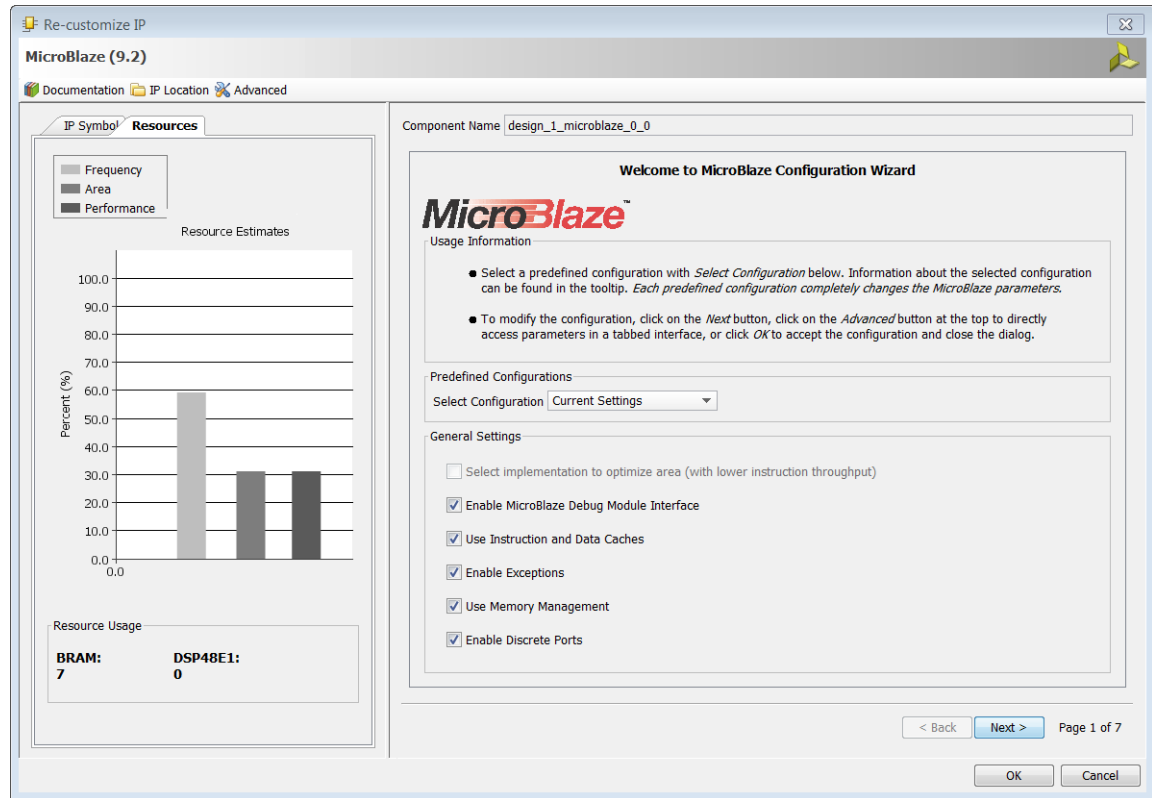 Re-customize IP
MicroBlaze (9.2)
Documentation IP Location Advanced
IP Symbol Resources
Frequency
Area
Performance
Resource Estimates
100.0
90.0
80.0
70.0
60.0
50.0
40.0
30.0
20.0
10.0
0.0
0.0
Percent (%)
Resource Usage
BRAM: DSP48E1:
7 0
Component Name design_1_microblaze_0_0
Welcome to MicroBlaze Configuration Wizard
MicroBlaze™
Usage Information
● Select a predefined configuration with Select Configuration below. Information about the selected configuration
can be found in the tooltip. Each predefined configuration completely changes the MicroBlaze parameters.
● To modify the configuration, click on the Next button, click on the Advanced button at the top to directly
access parameters in a tabbed interface, or click OK to accept the configuration and close the dialog.
Predefined Configurations
Select Configuration Current Settings
General Settings
Select implementation to optimize area (with lower instruction throughput)
Enable MicroBlaze Debug Module Interface
Use Instruction and Data Caches
Enable Exceptions
Use Memory Management
Enable Discrete Ports
< Back Next > Page 1 of 7
OK Cancel